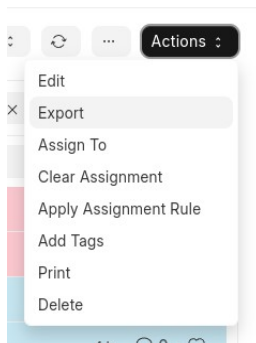 Actions
Edit
Export
Assign To
Clear Assignment
Apply Assignment Rule
Add Tags
Print
Delete